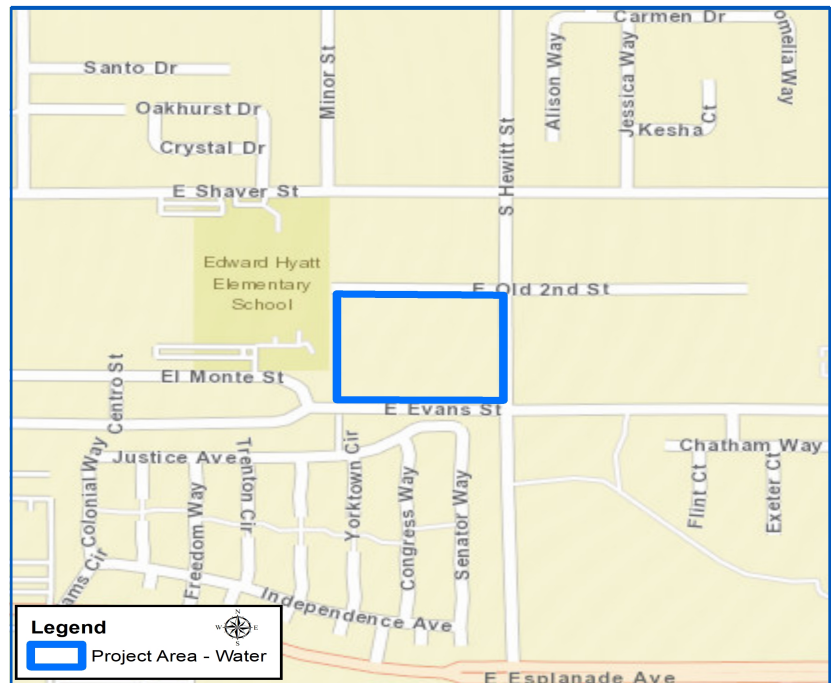 Carmen Dr
omelia Way
Santo Dr
Minor St
Alison Way
Jessica Way
Oakhurst Dr
Kesha Ct
Crystal Dr
S Hewitt St
E Shaver St
Edward Hyatt
Elementary
School
E Old 2nd St
El Monte St
Centro St
E Evans St
Justice Ave
Colonial Way
Trenton Cir
Yorktown Cir
Chatham Way
Flint Ct
Exeter Ct
Freedom Way
Congress Way
Senator Way
ams Cir
Independence Ave
Legend
N
W E
S
Project Area - Water
E Esplanade Ave